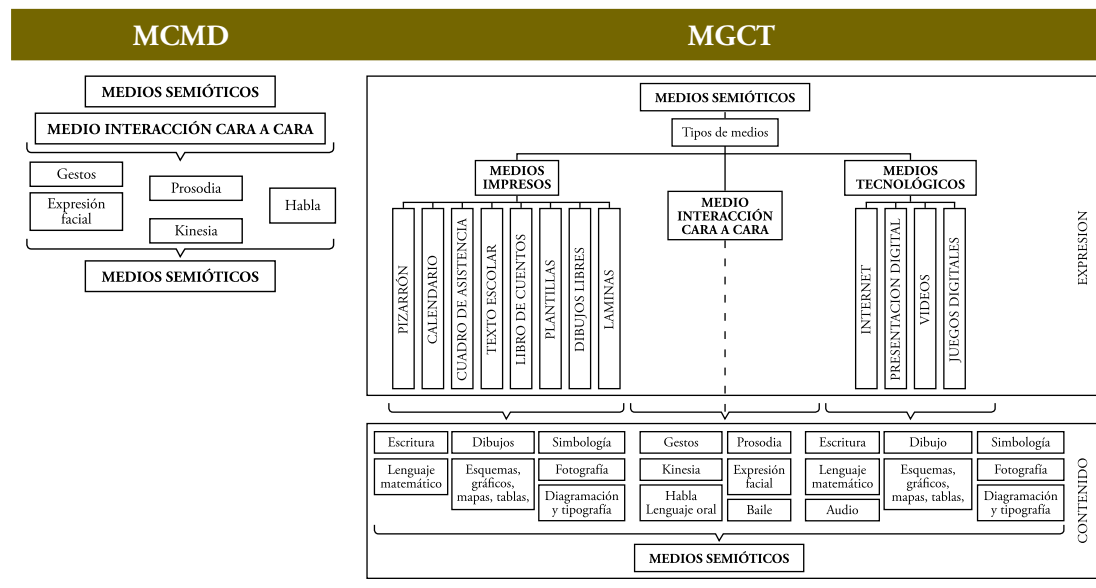 MCMD
MGCT
MEDIOS SEMIÓTICOS
MEDIO INTERACCIÓN CARA A CARA
Gestos
Expresión
facial
Prosodia
Kinesia
Habla
MEDIOS SEMIÓTICOS
MEDIOS SEMIÓTICOS
Tipos de medios
MEDIOS
IMPRESOS
MEDIO
INTERACCIÓN
CARA A CARA
MEDIOS
TECNOLÓGICOS
PIZARRÓN
CALENDARIO
CUADRO DE ASISTENCIA
TEXTO ESCOLAR
LIBRO DE CUENTOS
PLANTILLAS
DIBUJOS LIBRES
LAMINAS
INTERNET
PRESENTACION DIGITAL
VIDEOS
JUEGOS DIGITALES
EXPRESION
Escritura
Lenguaje
matemático
Dibujos
Esquemas,
gráficos,
mapas, tablas,
Simbología
Fotografía
Diagramación
y tipografía
Gestos
Kinesia
Habla
Lenguaje oral
Prosodia
Expresión
facial
Baile
Escritura
Lenguaje
matemático
Audio
Dibujo
Esquemas,
gráficos,
mapas, tablas,
Simbología
Fotografía
Diagramación
y tipografía
MEDIOS SEMIÓTICOS
CONTENIDO